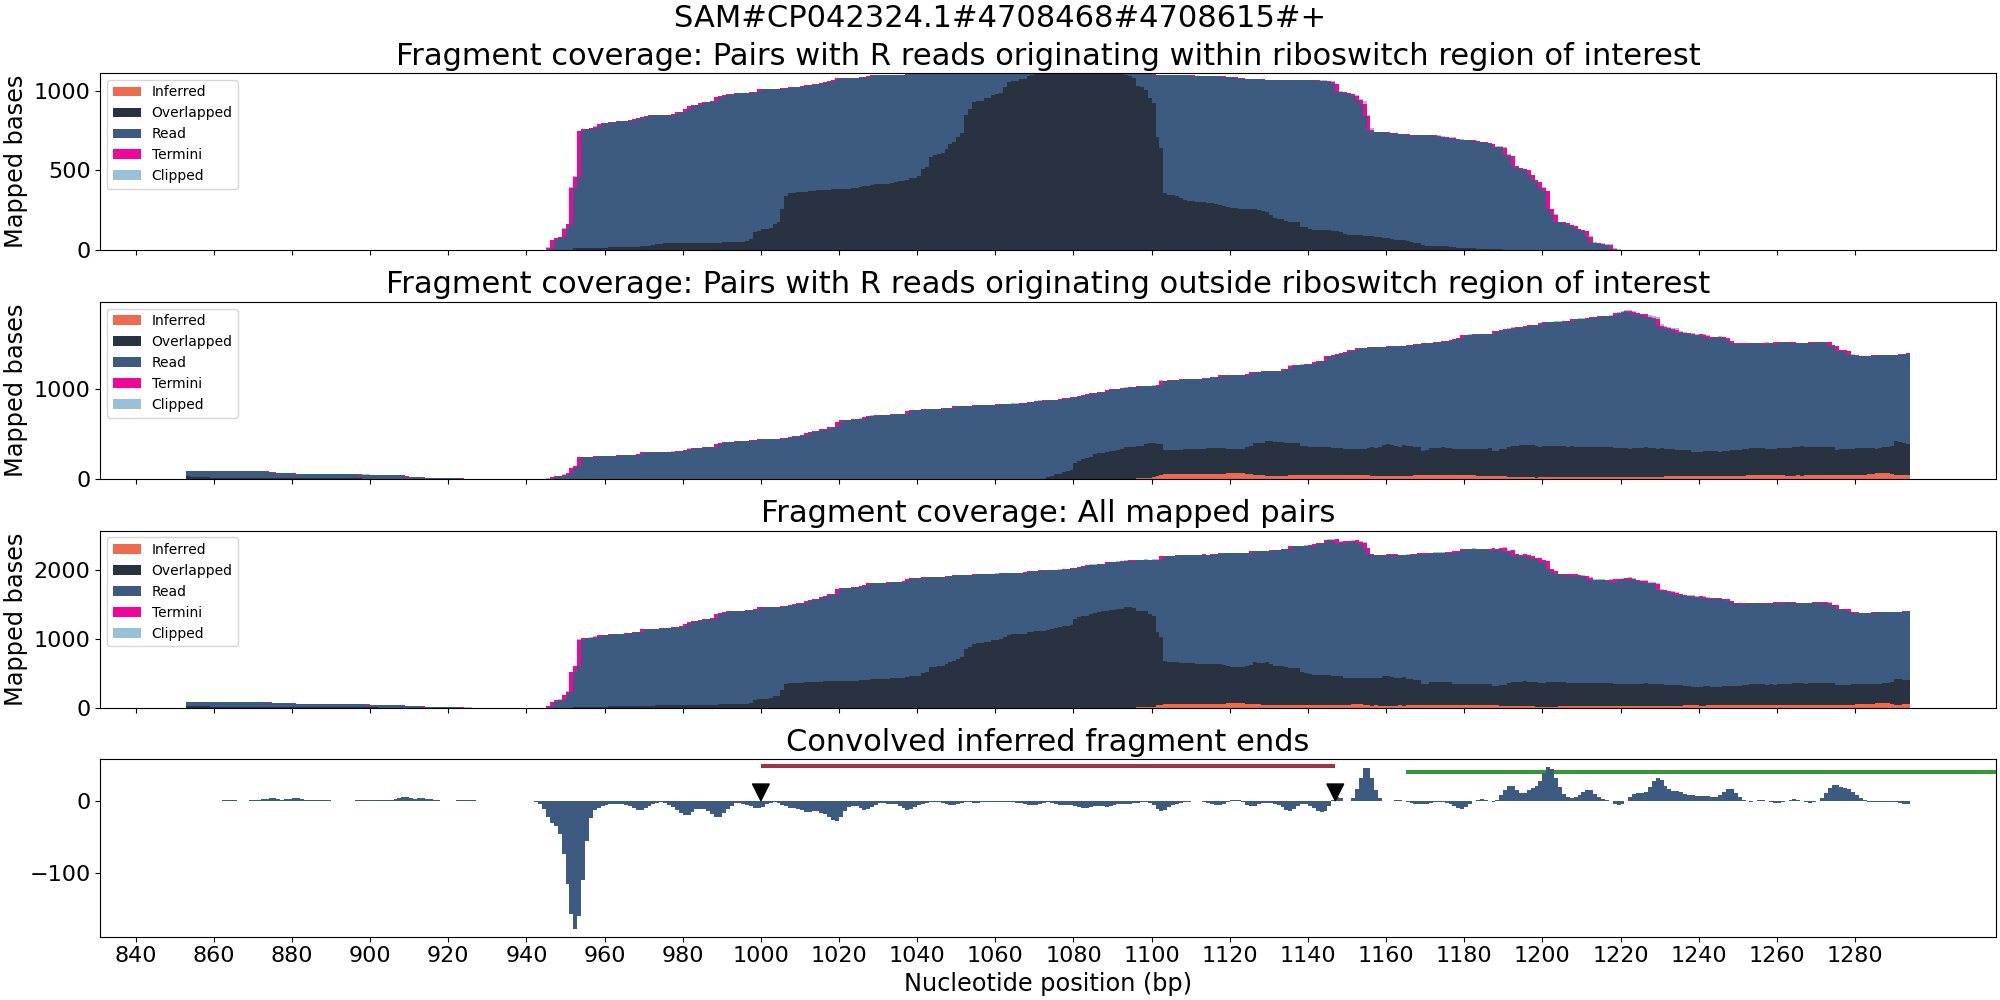 SAM#CP042324.1#4708468#4708615#+
Fragment coverage: Pairs with R reads originating within riboswitch region of interest
Mapped bases
1000
500
0
Inferred
Overlapped
Read
Termini
Clipped
Fragment coverage: Pairs with R reads originating outside riboswitch region of interest
Mapped bases
1000
0
Inferred
Overlapped
Read
Termini
Clipped
Fragment coverage: All mapped pairs
Mapped bases
2000
1000
0
Inferred
Overlapped
Read
Termini
Clipped
Convolved inferred fragment ends
0
−100
840 860 880 900 920 940 960 980 1000 1020 1040 1060 1080 1100 1120 1140 1160 1180 1200 1220 1240 1260 1280
Nucleotide position (bp)